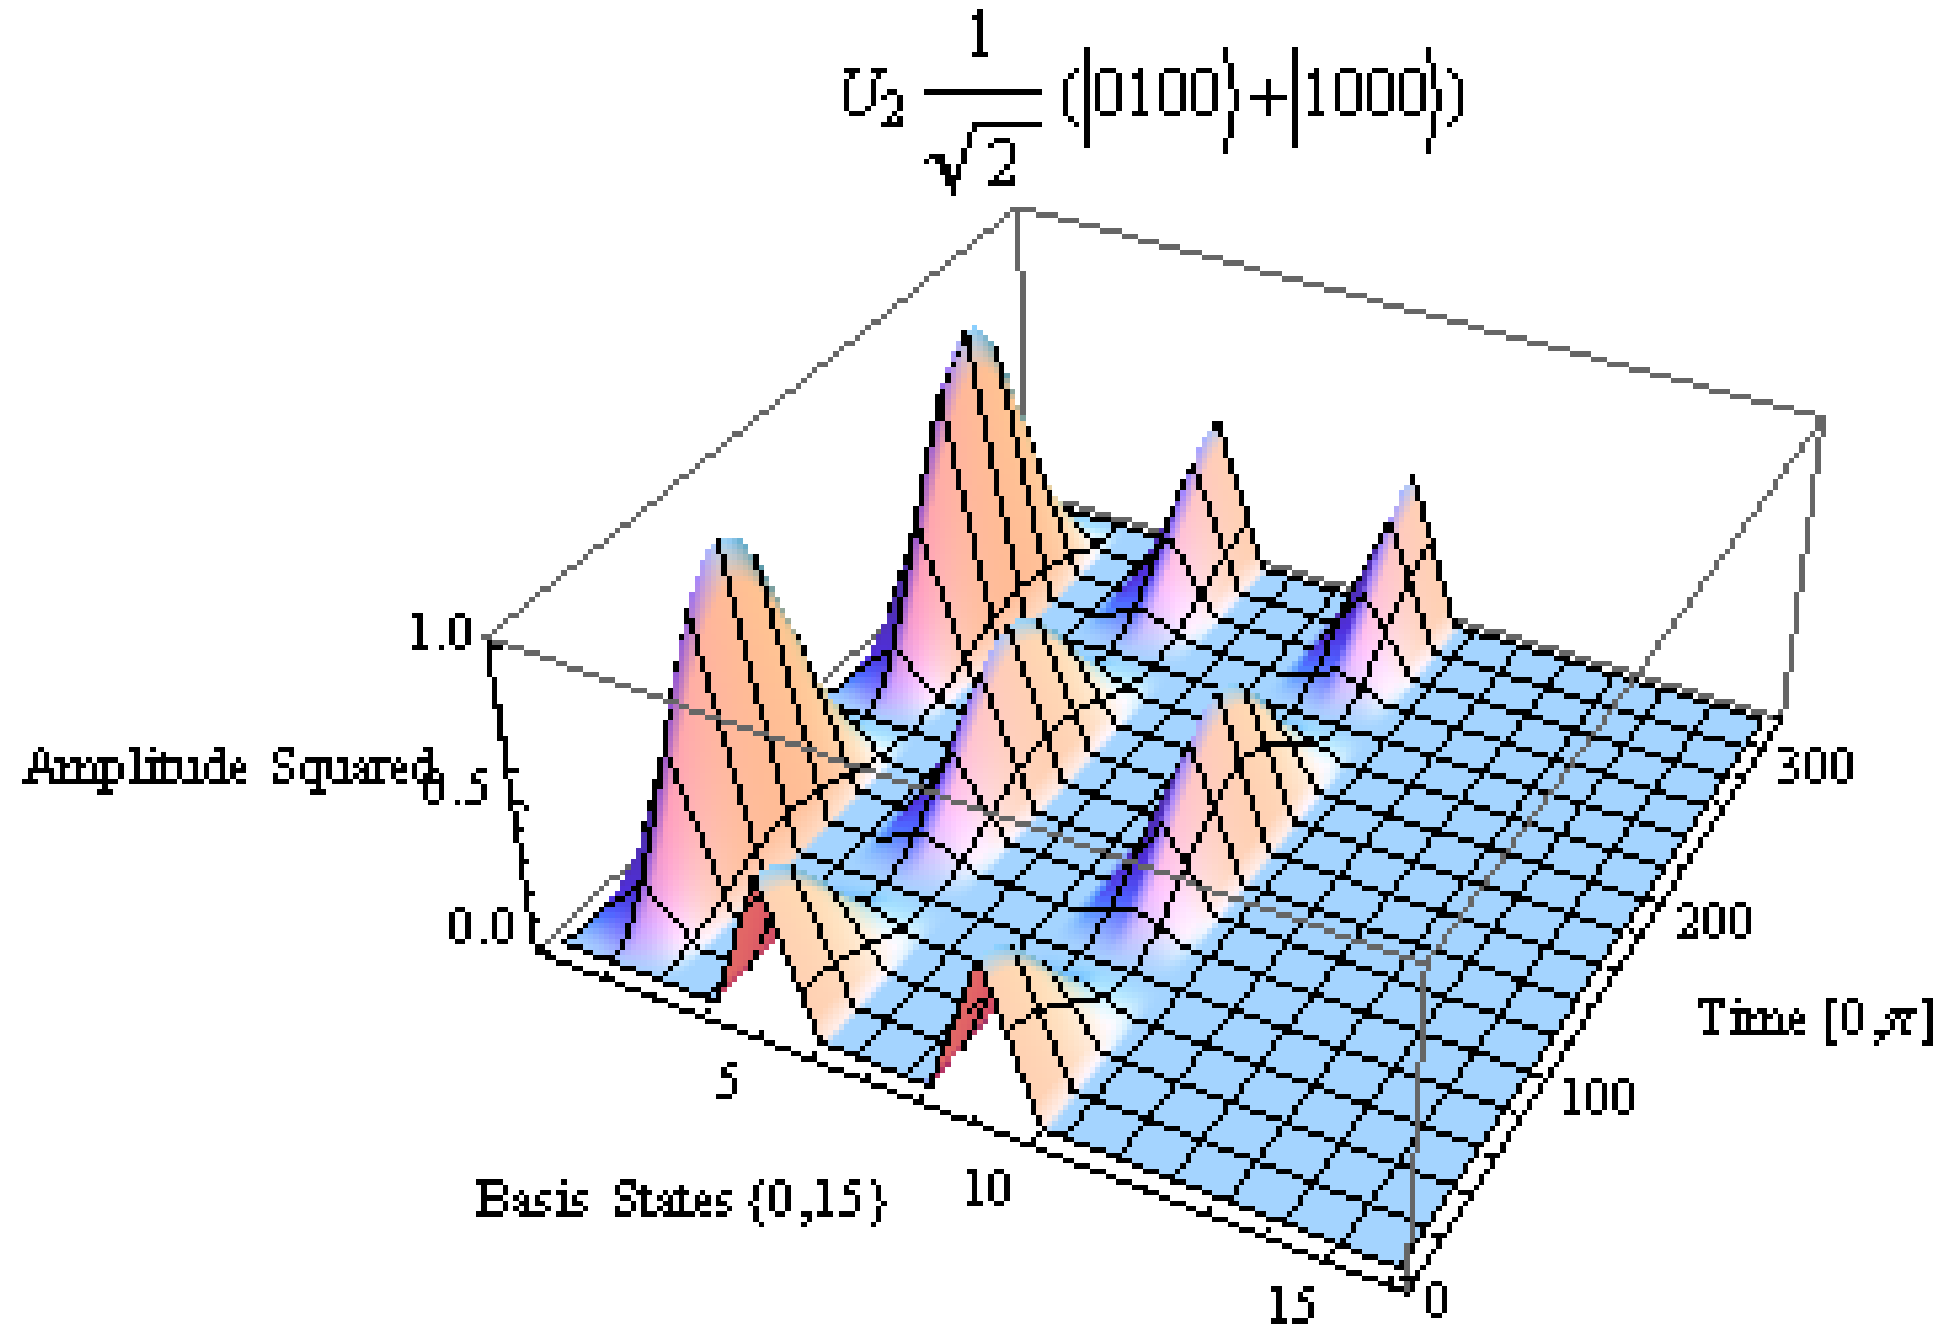 U₂ 1/√2 (|0100⟩+|1000⟩)
1.0
Amplitude Squared
0.5
0.0
5
10
15
Basis States {0,15}
0
100
200
300
Time [0,π]